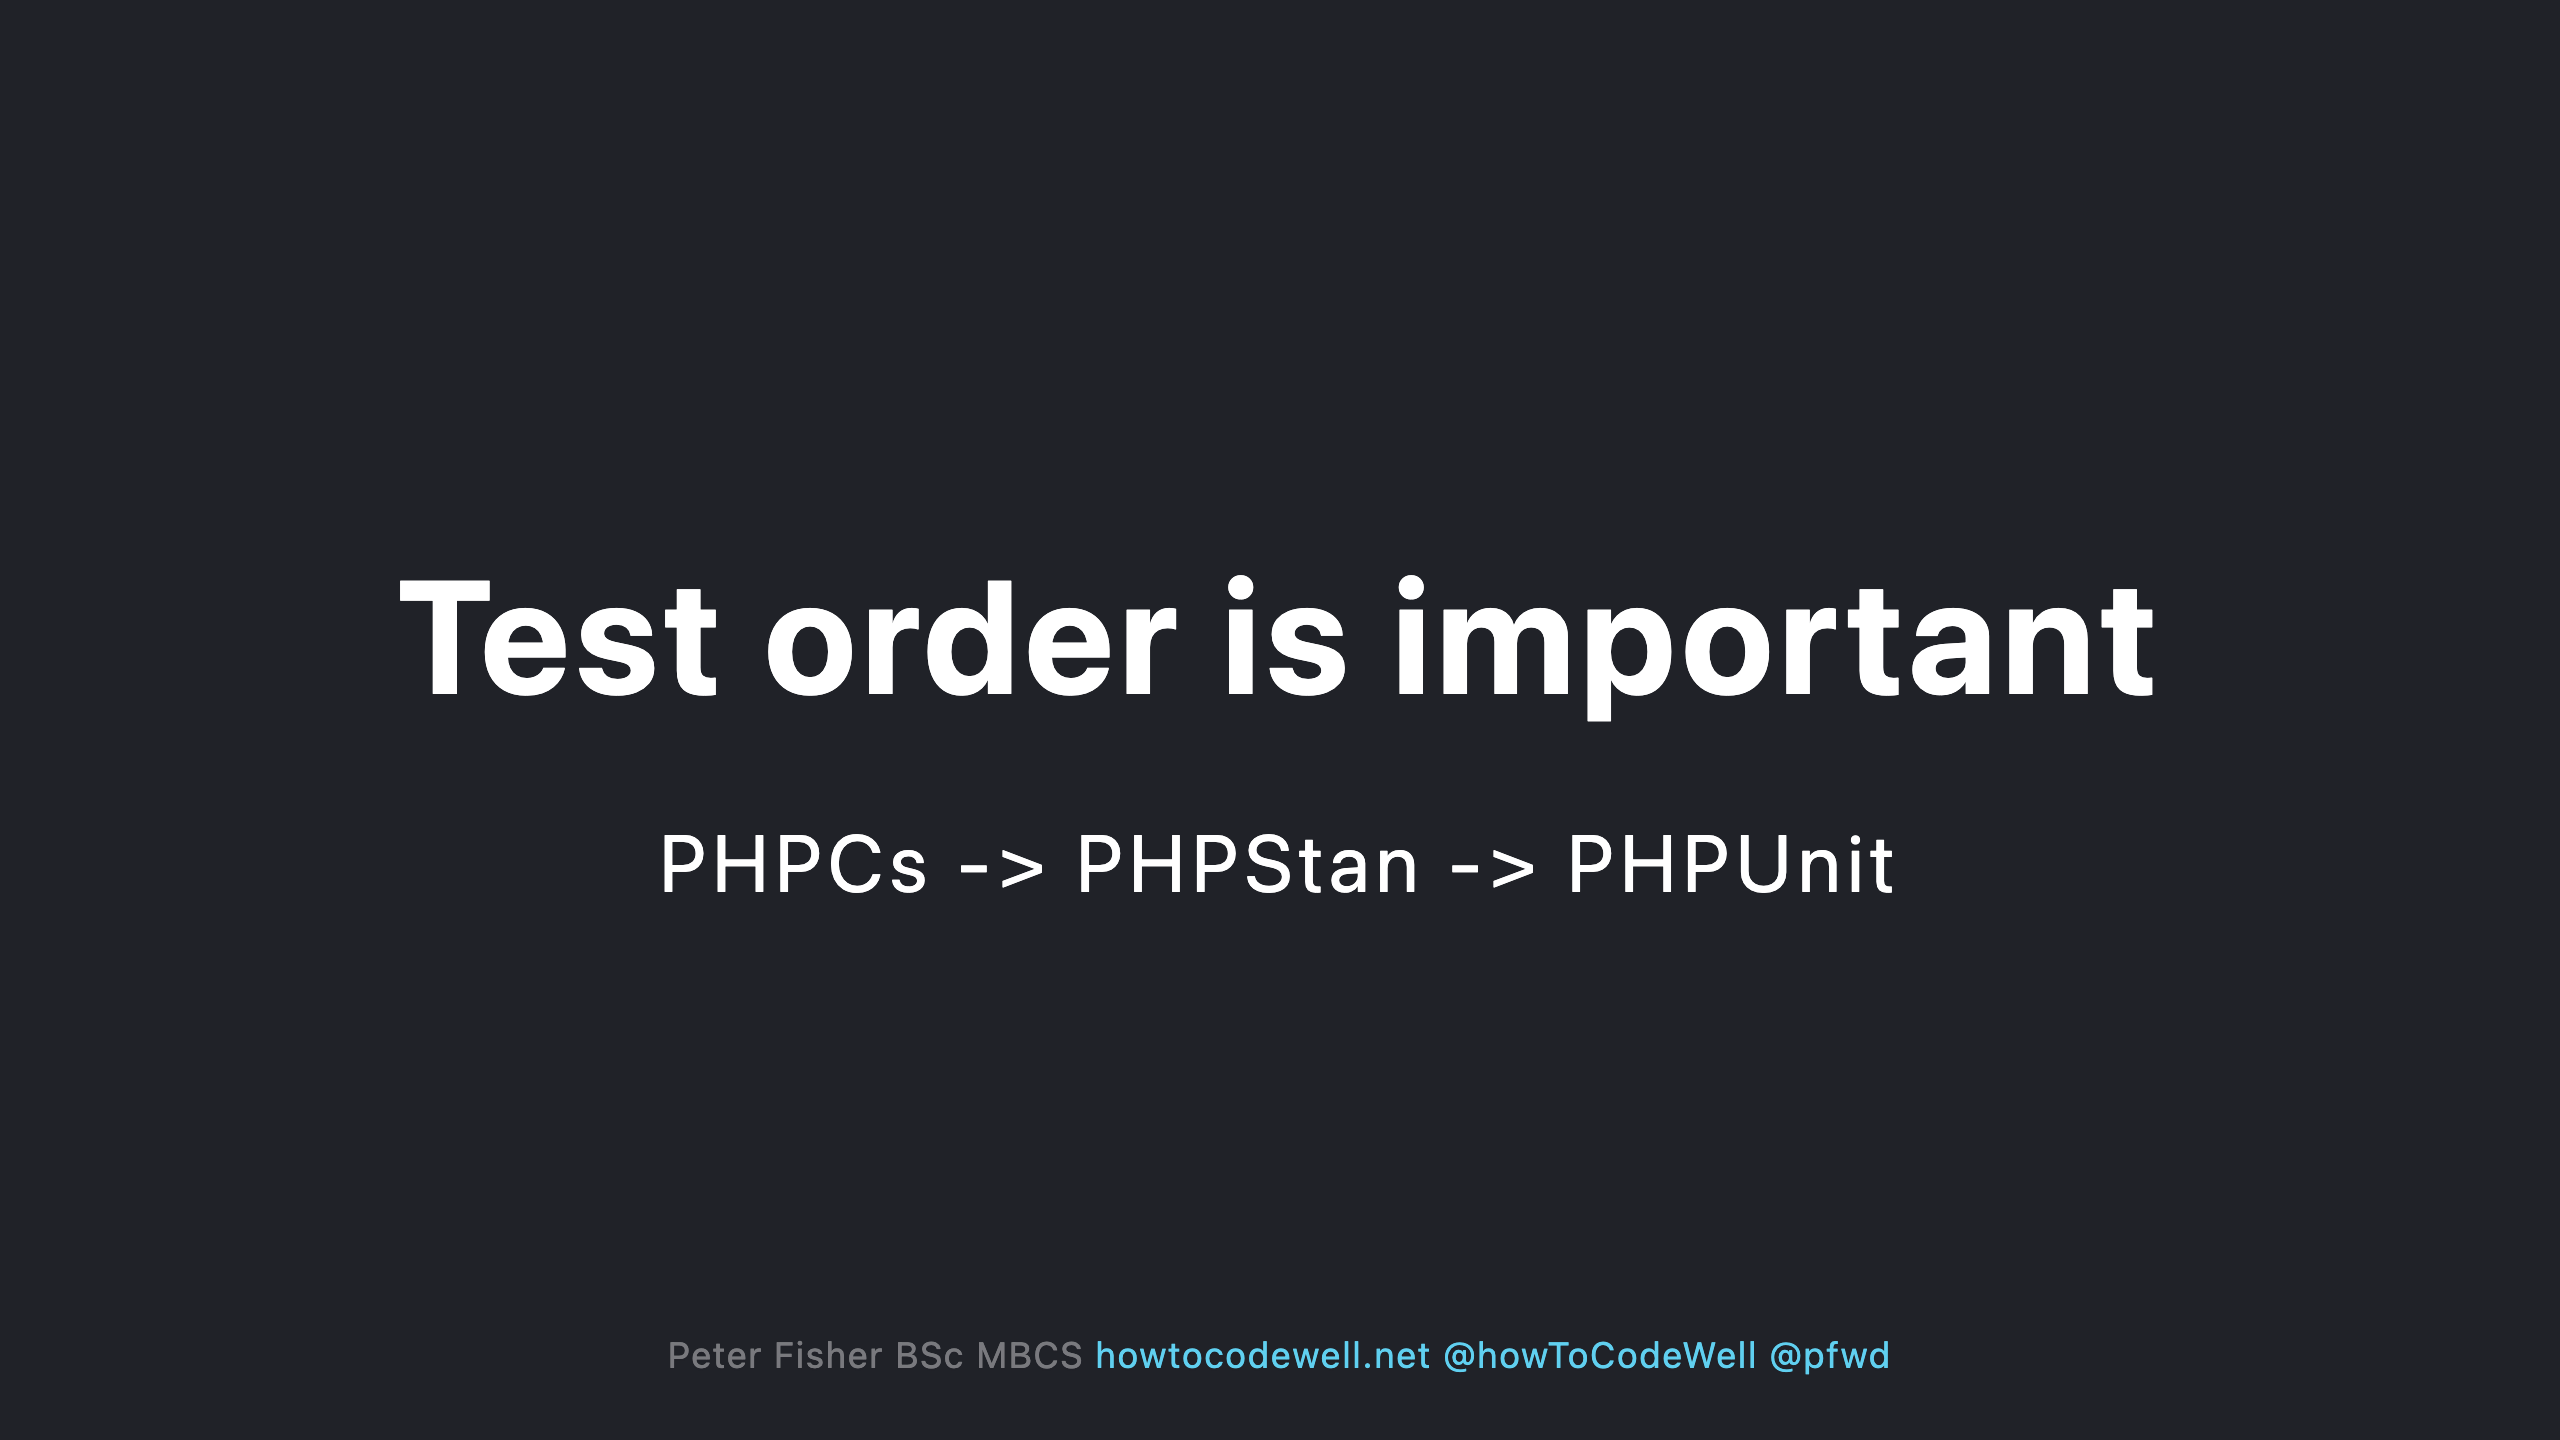 Test order is important
PHPCs -> PHPStan -> PHPUnit
Peter Fisher BSc MBCS howtocodewell.net @howToCodeWell @pfwd